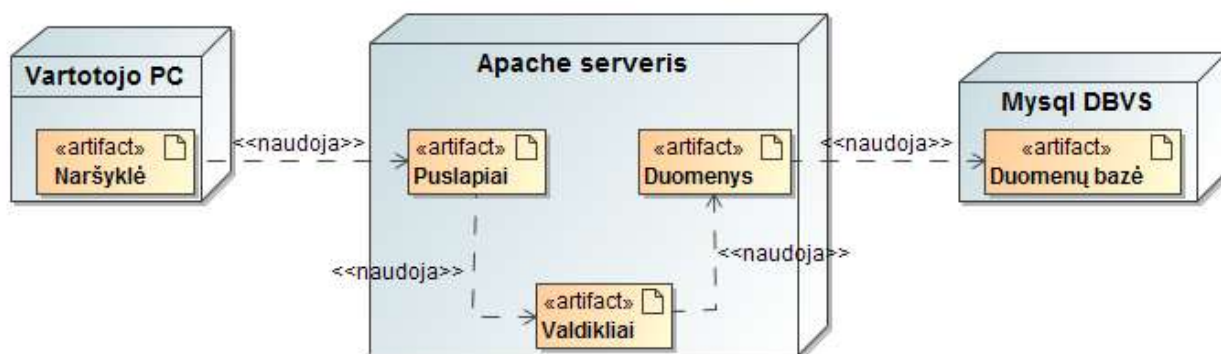 Vartotojo PC
«artifact»
Naršyklė
<<naudoja>>
Apache serveris
«artifact»
Puslapiai
<<naudoja>>
«artifact»
Valdikliai
<<naudoja>>
«artifact»
Duomenys
<<naudoja>>
Mysql DBVS
«artifact»
Duomenų bazė